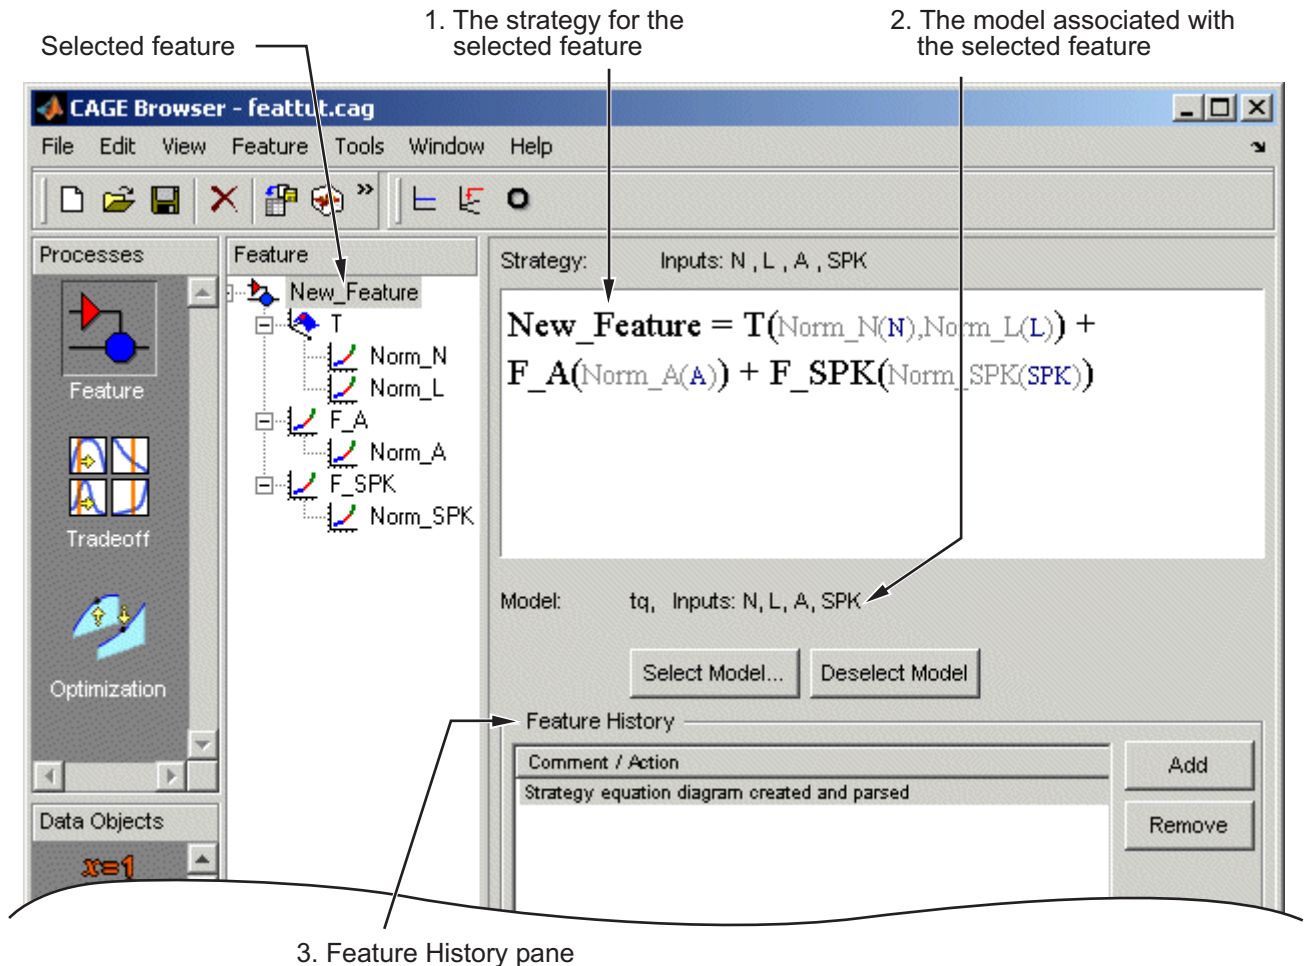 1. The strategy for the
selected feature
2. The model associated with
the selected feature
Selected feature
CAGE Browser - feattut.cag
File Edit View Feature Tools Window Help
»
Processes
Feature
Tradeoff
Optimization
Data Objects
x=1
Feature
New_Feature
T
Norm_N
Norm_L
F_A
Norm_A
F_SPK
Norm_SPK
Strategy: Inputs: N , L , A , SPK
New_Feature = T(Norm_N(N),Norm_L(L)) +
F_A(Norm_A(A)) + F_SPK(Norm_SPK(SPK))
Model: tq, Inputs: N, L, A, SPK
Select Model... Deselect Model
Feature History
Comment / Action
Strategy equation diagram created and parsed
Add
Remove
3. Feature History pane